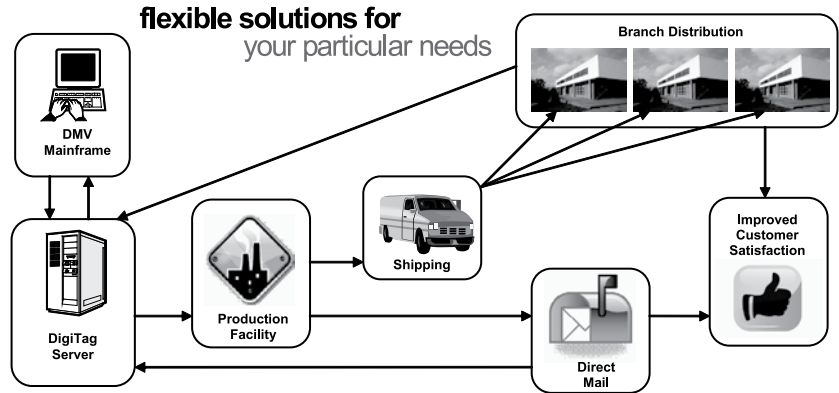 flexible solutions for
your particular needs
Branch Distribution
DMV
Mainframe
Improved
Customer
Satisfaction
Shipping
Production
Facility
DigiTag
Server
Direct
Mail